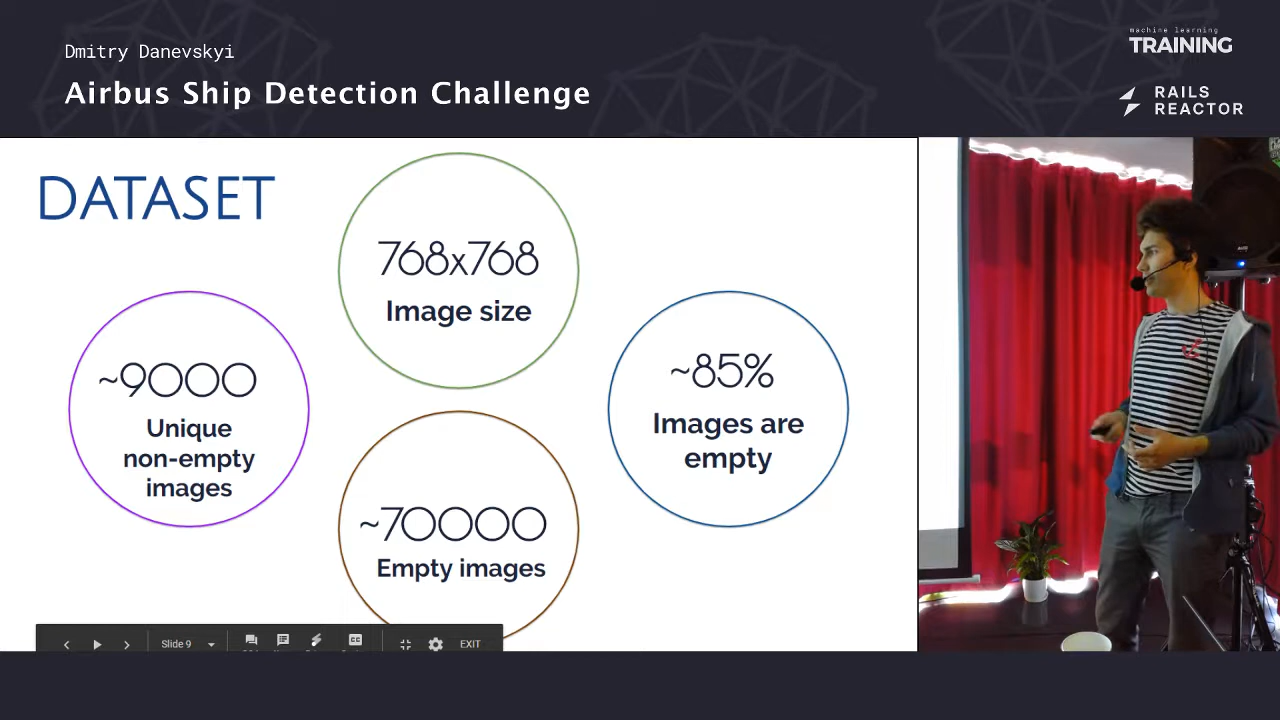 Dmitry Danevskyi
Airbus Ship Detection Challenge
machine learning
TRAINING
RAILS
REACTOR
DATASET
768x768
Image size
~9000
Unique
non-empty
images
~85%
Images are
empty
~70000
Empty images
Slide 9
EXIT